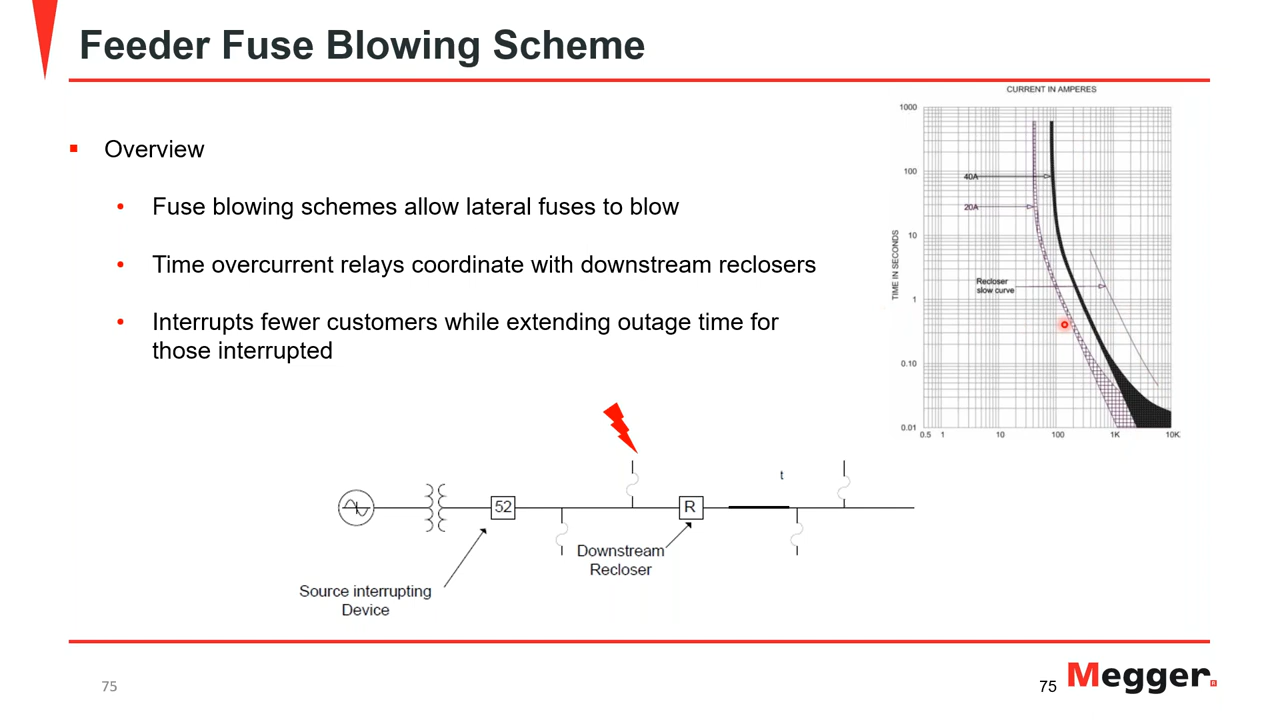 Feeder Fuse Blowing Scheme
Overview
Fuse blowing schemes allow lateral fuses to blow
Time overcurrent relays coordinate with downstream reclosers
Interrupts fewer customers while extending outage time for
those interrupted
CURRENT IN AMPERES
1000
100
10
1
0.10
0.01
TIME IN SECONDS
40A
20A
Recloser
slow curve
0.5 1 10 100 1K 10K
t
52
R
Downstream
Recloser
Source interrupting
Device
75
75
Megger